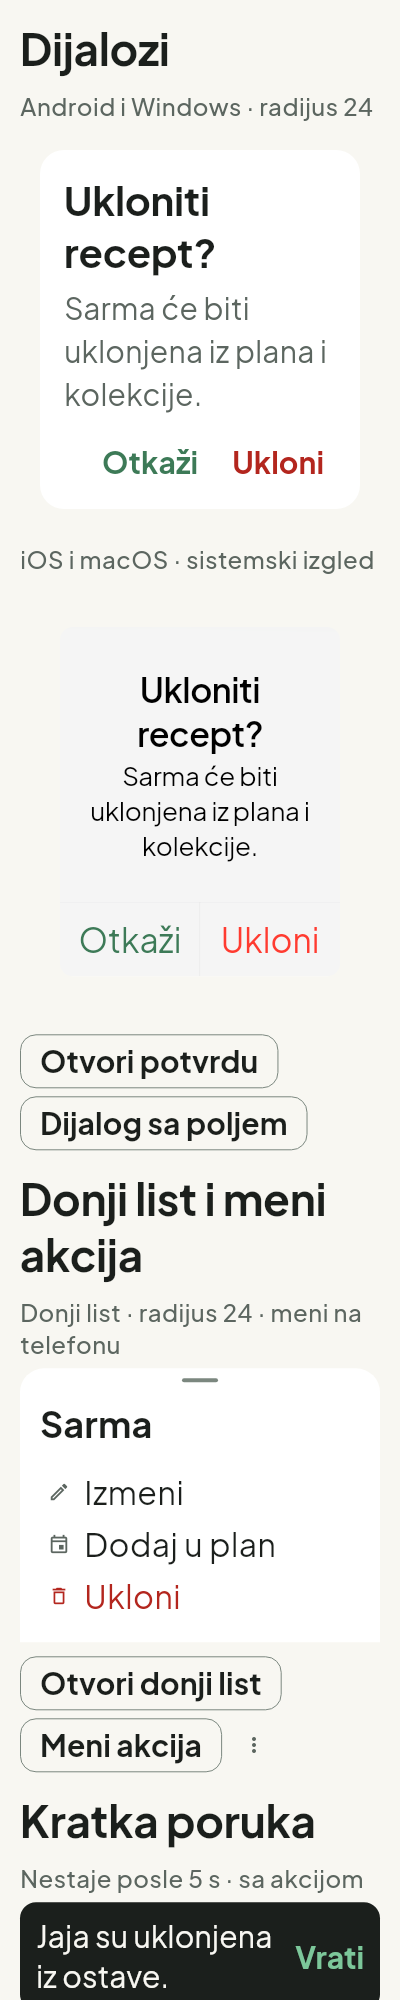 Dijalozi
Android i Windows · radijus 24
Ukloniti
recept?
Sarma će biti
uklonjena iz plana i
kolekcije.
Otkaži Ukloni
iOS i macOS · sistemski izgled
Ukloniti
recept?
Sarma će biti
uklonjena iz plana i
kolekcije.
Otkaži Ukloni
Otvori potvrdu
Dijalog sa poljem
Donji list i meni
akcija
Donji list · radijus 24 · meni na
telefonu
Sarma
Izmeni
Dodaj u plan
Ukloni
Otvori donji list
Meni akcija
Kratka poruka
Nestaje posle 5 s · sa akcijom
Jaja su uklonjena
iz ostave.
Vrati